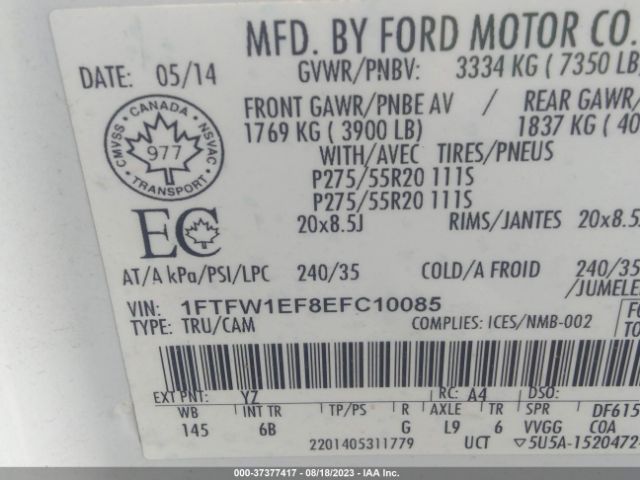 MFD. BY FORD MOTOR CO.
DATE: 05/14 GVWR/PNBV: 3334 KG ( 7350 LB
FRONT GAWR/PNBE AV / REAR GAWR/
1769 KG ( 3900 LB) 1837 KG ( 40
CANADA CMVSS NSVAC 977 TRANSPORT
WITH/AVEC TIRES/PNEUS
P275/55R20 111S
P275/55R20 111S
EC 20x8.5J RIMS/JANTES 20x8.5
AT/A kPa/PSI/LPC 240/35 COLD/A FROID 240/35
/JUMELE
VIN: 1FTFW1EF8EFC10085
TYPE: TRU/CAM COMPLIES: ICES/NMB-002
EXT PNT: YZ RC: A4 DSO:
WB INT TR TP/PS R AXLE TR SPR DF615
145 6B G L9 6 VVGG COA
2201405311779 UCT 5U5A-1520472-
000-37377417 - 08/18/2023 - IAA.com